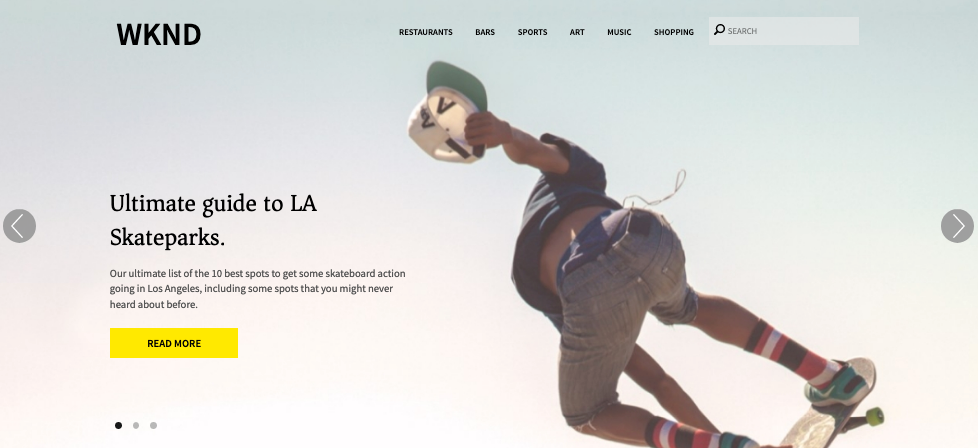 WKND
RESTAURANTS BARS SPORTS ART MUSIC SHOPPING SEARCH
Ultimate guide to LA
Skateparks.
Our ultimate list of the 10 best spots to get some skateboard action
going in Los Angeles, including some spots that you might never
heard about before.
READ MORE